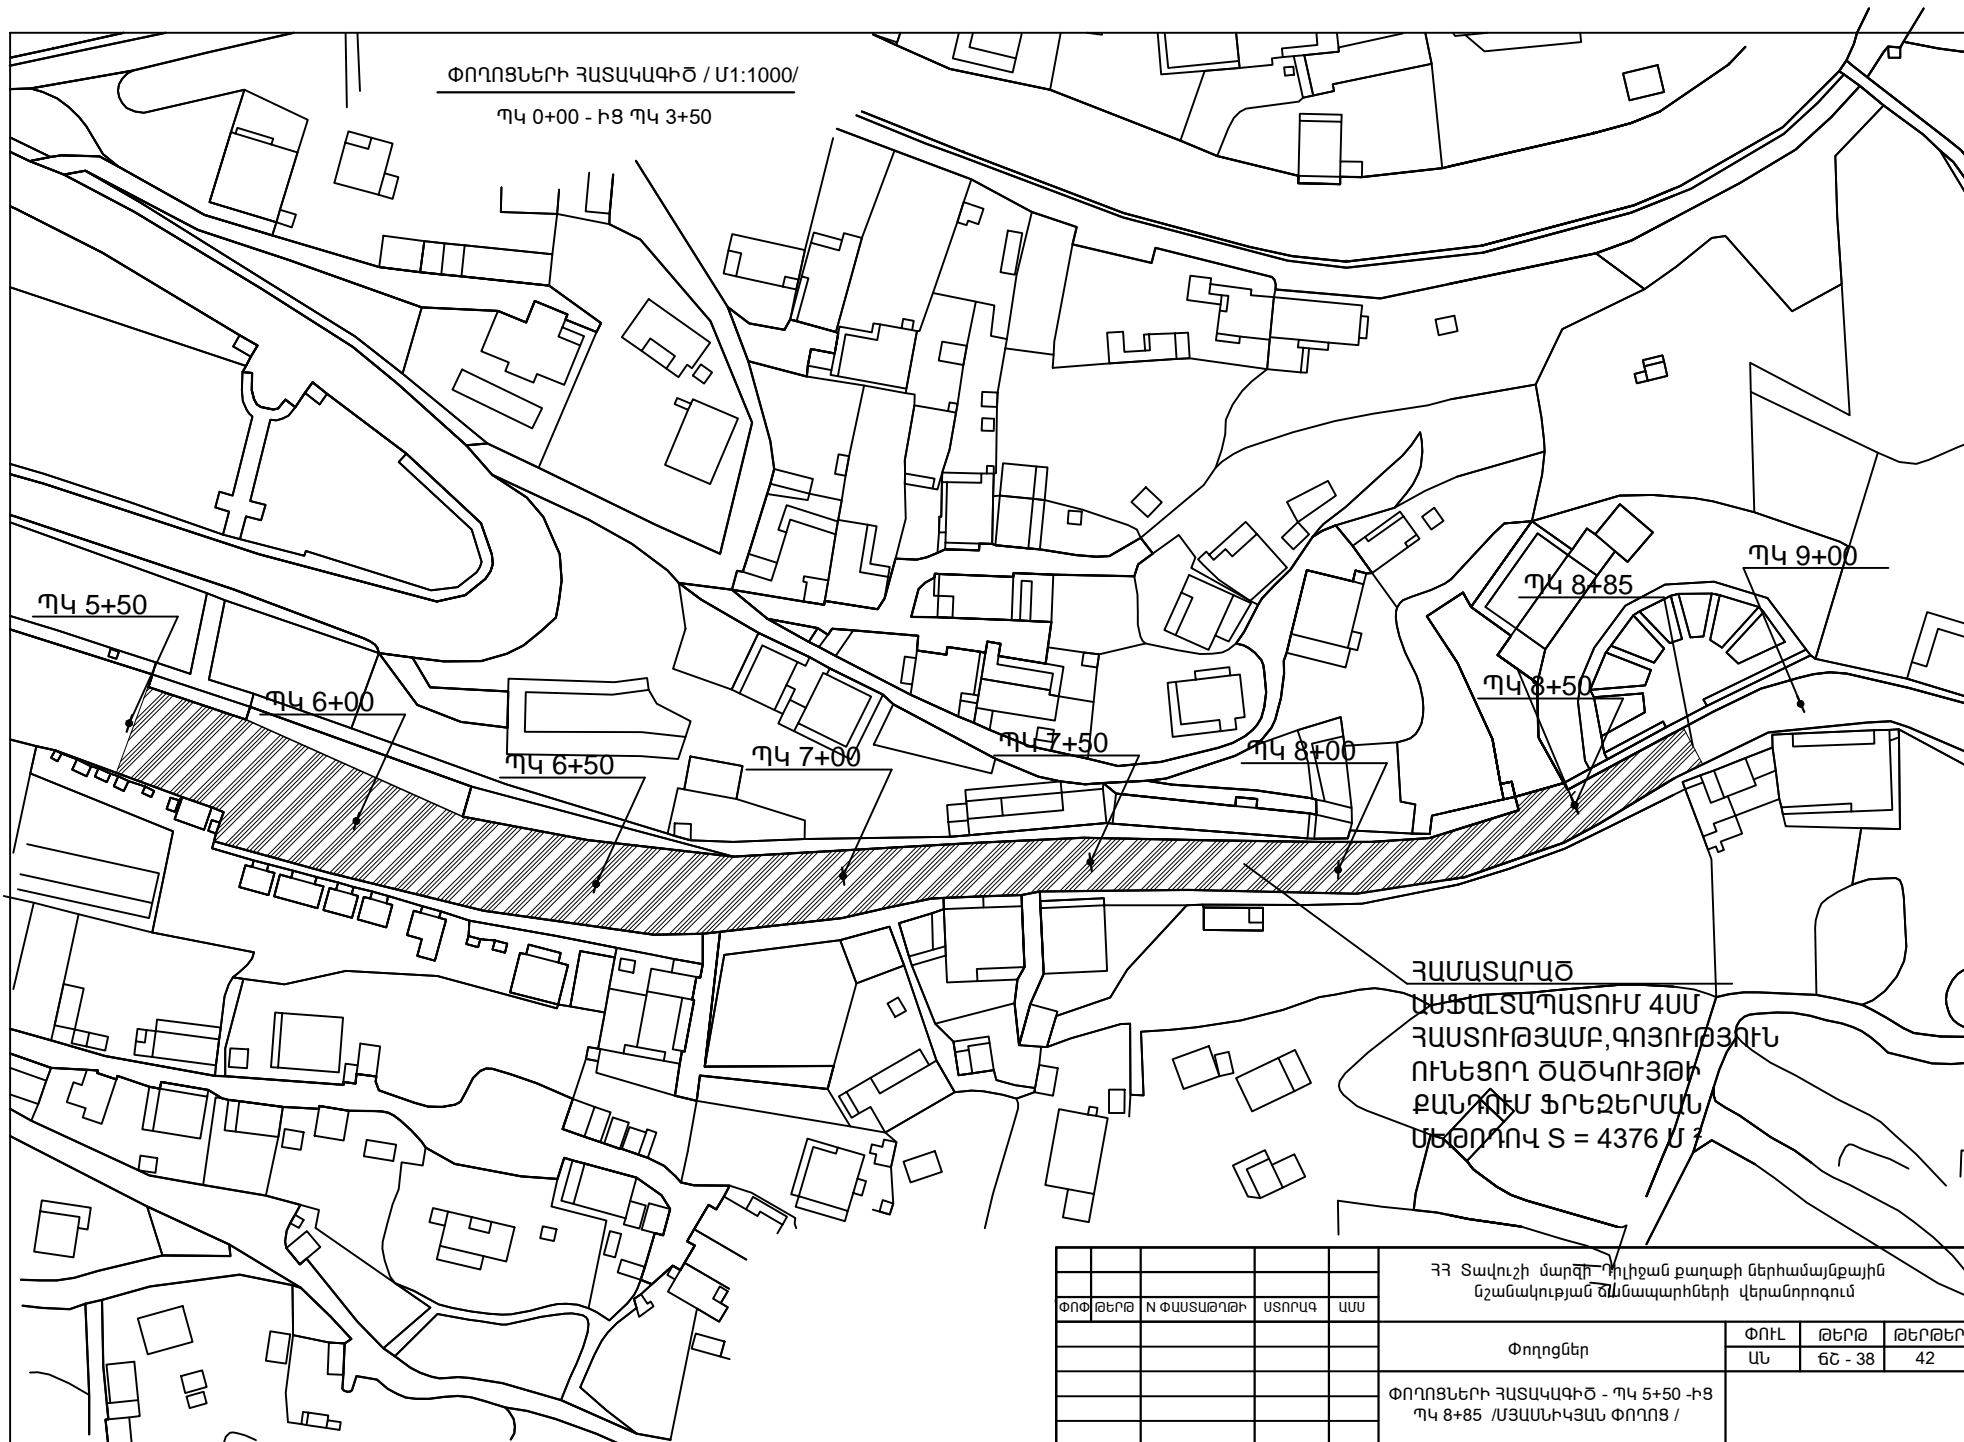 ՓՈՂՈՑՆԵՐԻ ՀԱՏԱԿԱԳԻԾ / Մ1:1000/
ՊԿ 0+00 - ԻՑ ՊԿ 3+50
ՊԿ 5+50
ՊԿ 6+00
ՊԿ 6+50
ՊԿ 7+00
ՊԿ 7+50
ՊԿ 8+00
ՊԿ 8+50
ՊԿ 8+85
ՊԿ 9+00
ՀԱՄԱՏԱՐԱԾ
ԱՍՖԱԼՏԱՊԱՏՈՒՄ 4ՍՄ
ՀԱՍՏՈՒԹՅԱՄԲ,ԳՈՅՈՒԹՅՈՒՆ
ՈՒՆԵՑՈՂ ԾԱԾԿՈՒՅԹԻ
ՔԱՆԴՈՒՄ ՖՐԵԶԵՐՄԱՆ
ՄԵԹՈԴՈՎ S = 4376 Մ ²
ՀՀ Տավուշի մարզի Դիլիջան քաղաքի ներհամայնքային
նշանակության ճանապարհների վերանորոգում
ՓՈՓ ԹԵՐԹ N ՓԱՍՏԱԹՂԹԻ ՍՏՈՐԱԳ ԱՄՍ
Փողոցներ
ՓՈՒԼ ԹԵՐԹ ԹԵՐԹԵՐ
ԱՆ ՃՇ - 38 42
ՓՈՂՈՑՆԵՐԻ ՀԱՏԱԿԱԳԻԾ - ՊԿ 5+50 -ԻՑ
ՊԿ 8+85 /ՄՅԱՍՆԻԿՅԱՆ ՓՈՂՈՑ /